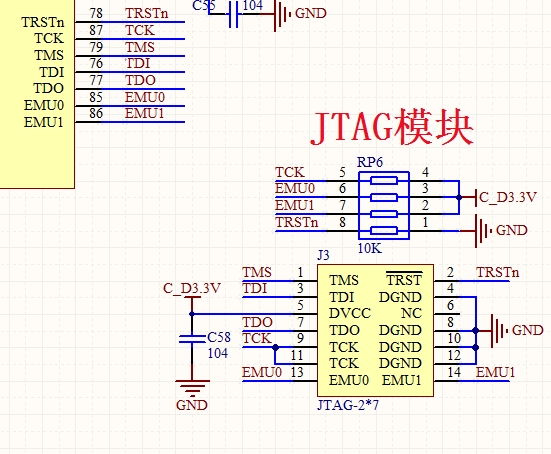 C55 104 GND
TRSTn 78 TRSTn
TCK 87 TCK
TMS 79 TMS
TDI 76 TDI
TDO 77 TDO
EMU0 85 EMU0
EMU1 86 EMU1
JTAG模块
RP6
TCK 5 4
EMU0 6 3 C_D3.3V
EMU1 7 2
TRSTn 8 1 GND
10K
J3
TMS 1 TMS TRST 2 TRSTn
TDI 3 TDI DGND 4
C_D3.3V 5 DVCC NC 6
TDO 7 TDO DGND 8 GND
TCK 9 TCK DGND 10
11 TCK DGND 12
EMU0 13 EMU0 EMU1 14 EMU1
C58
104
GND
JTAG-2*7